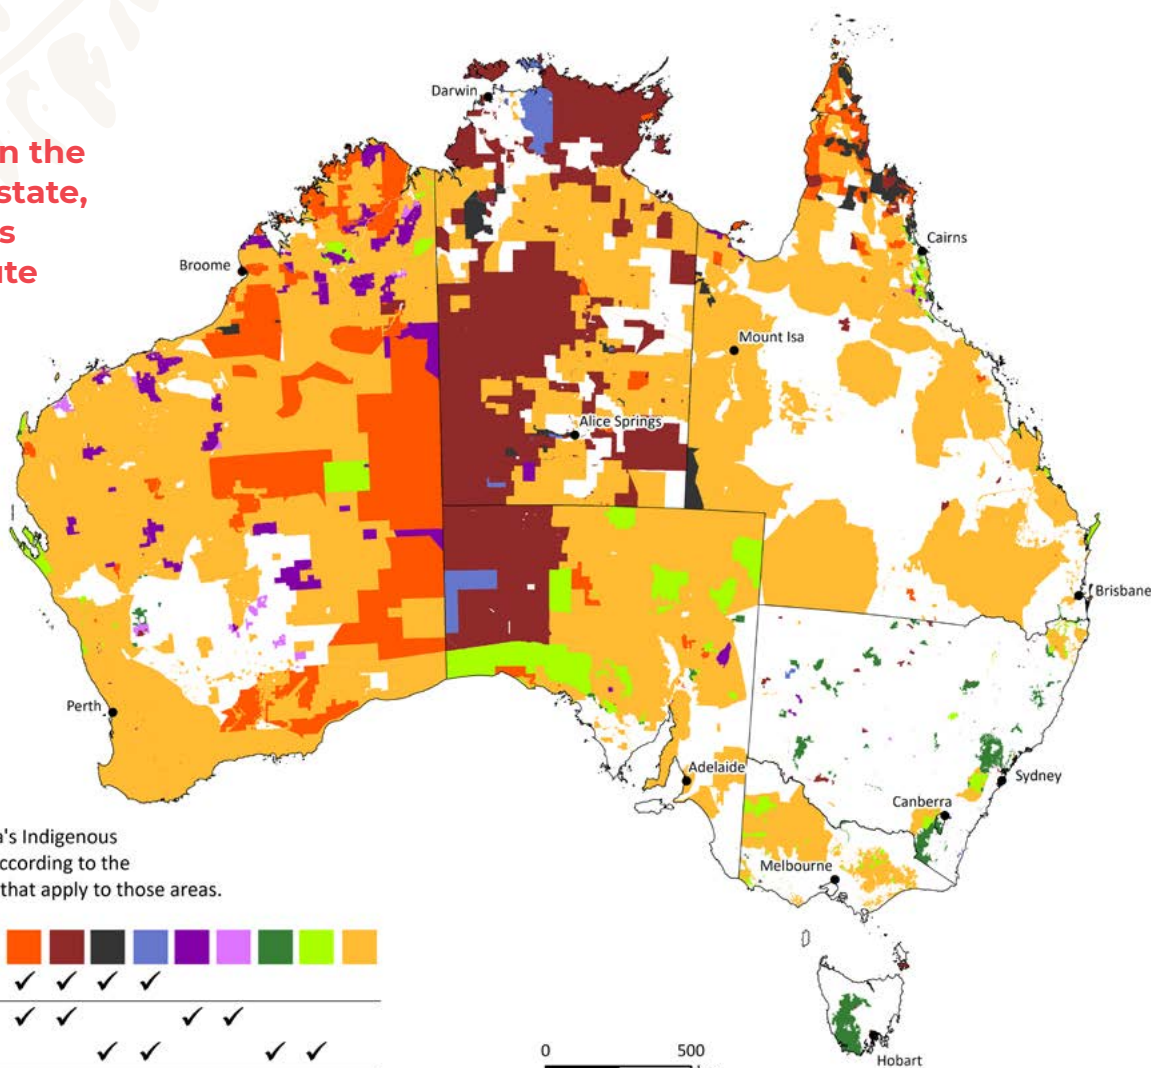 n the
state,
s
ute
Darwin
Broome
Cairns
Mount Isa
Alice Springs
Brisbane
Perth
Adelaide
Sydney
Canberra
Melbourne
Hobart
a's Indigenous
ccording to the
that apply to those areas.
✓ ✓ ✓ ✓
✓ ✓ ✓ ✓
✓ ✓ ✓ ✓
0 500